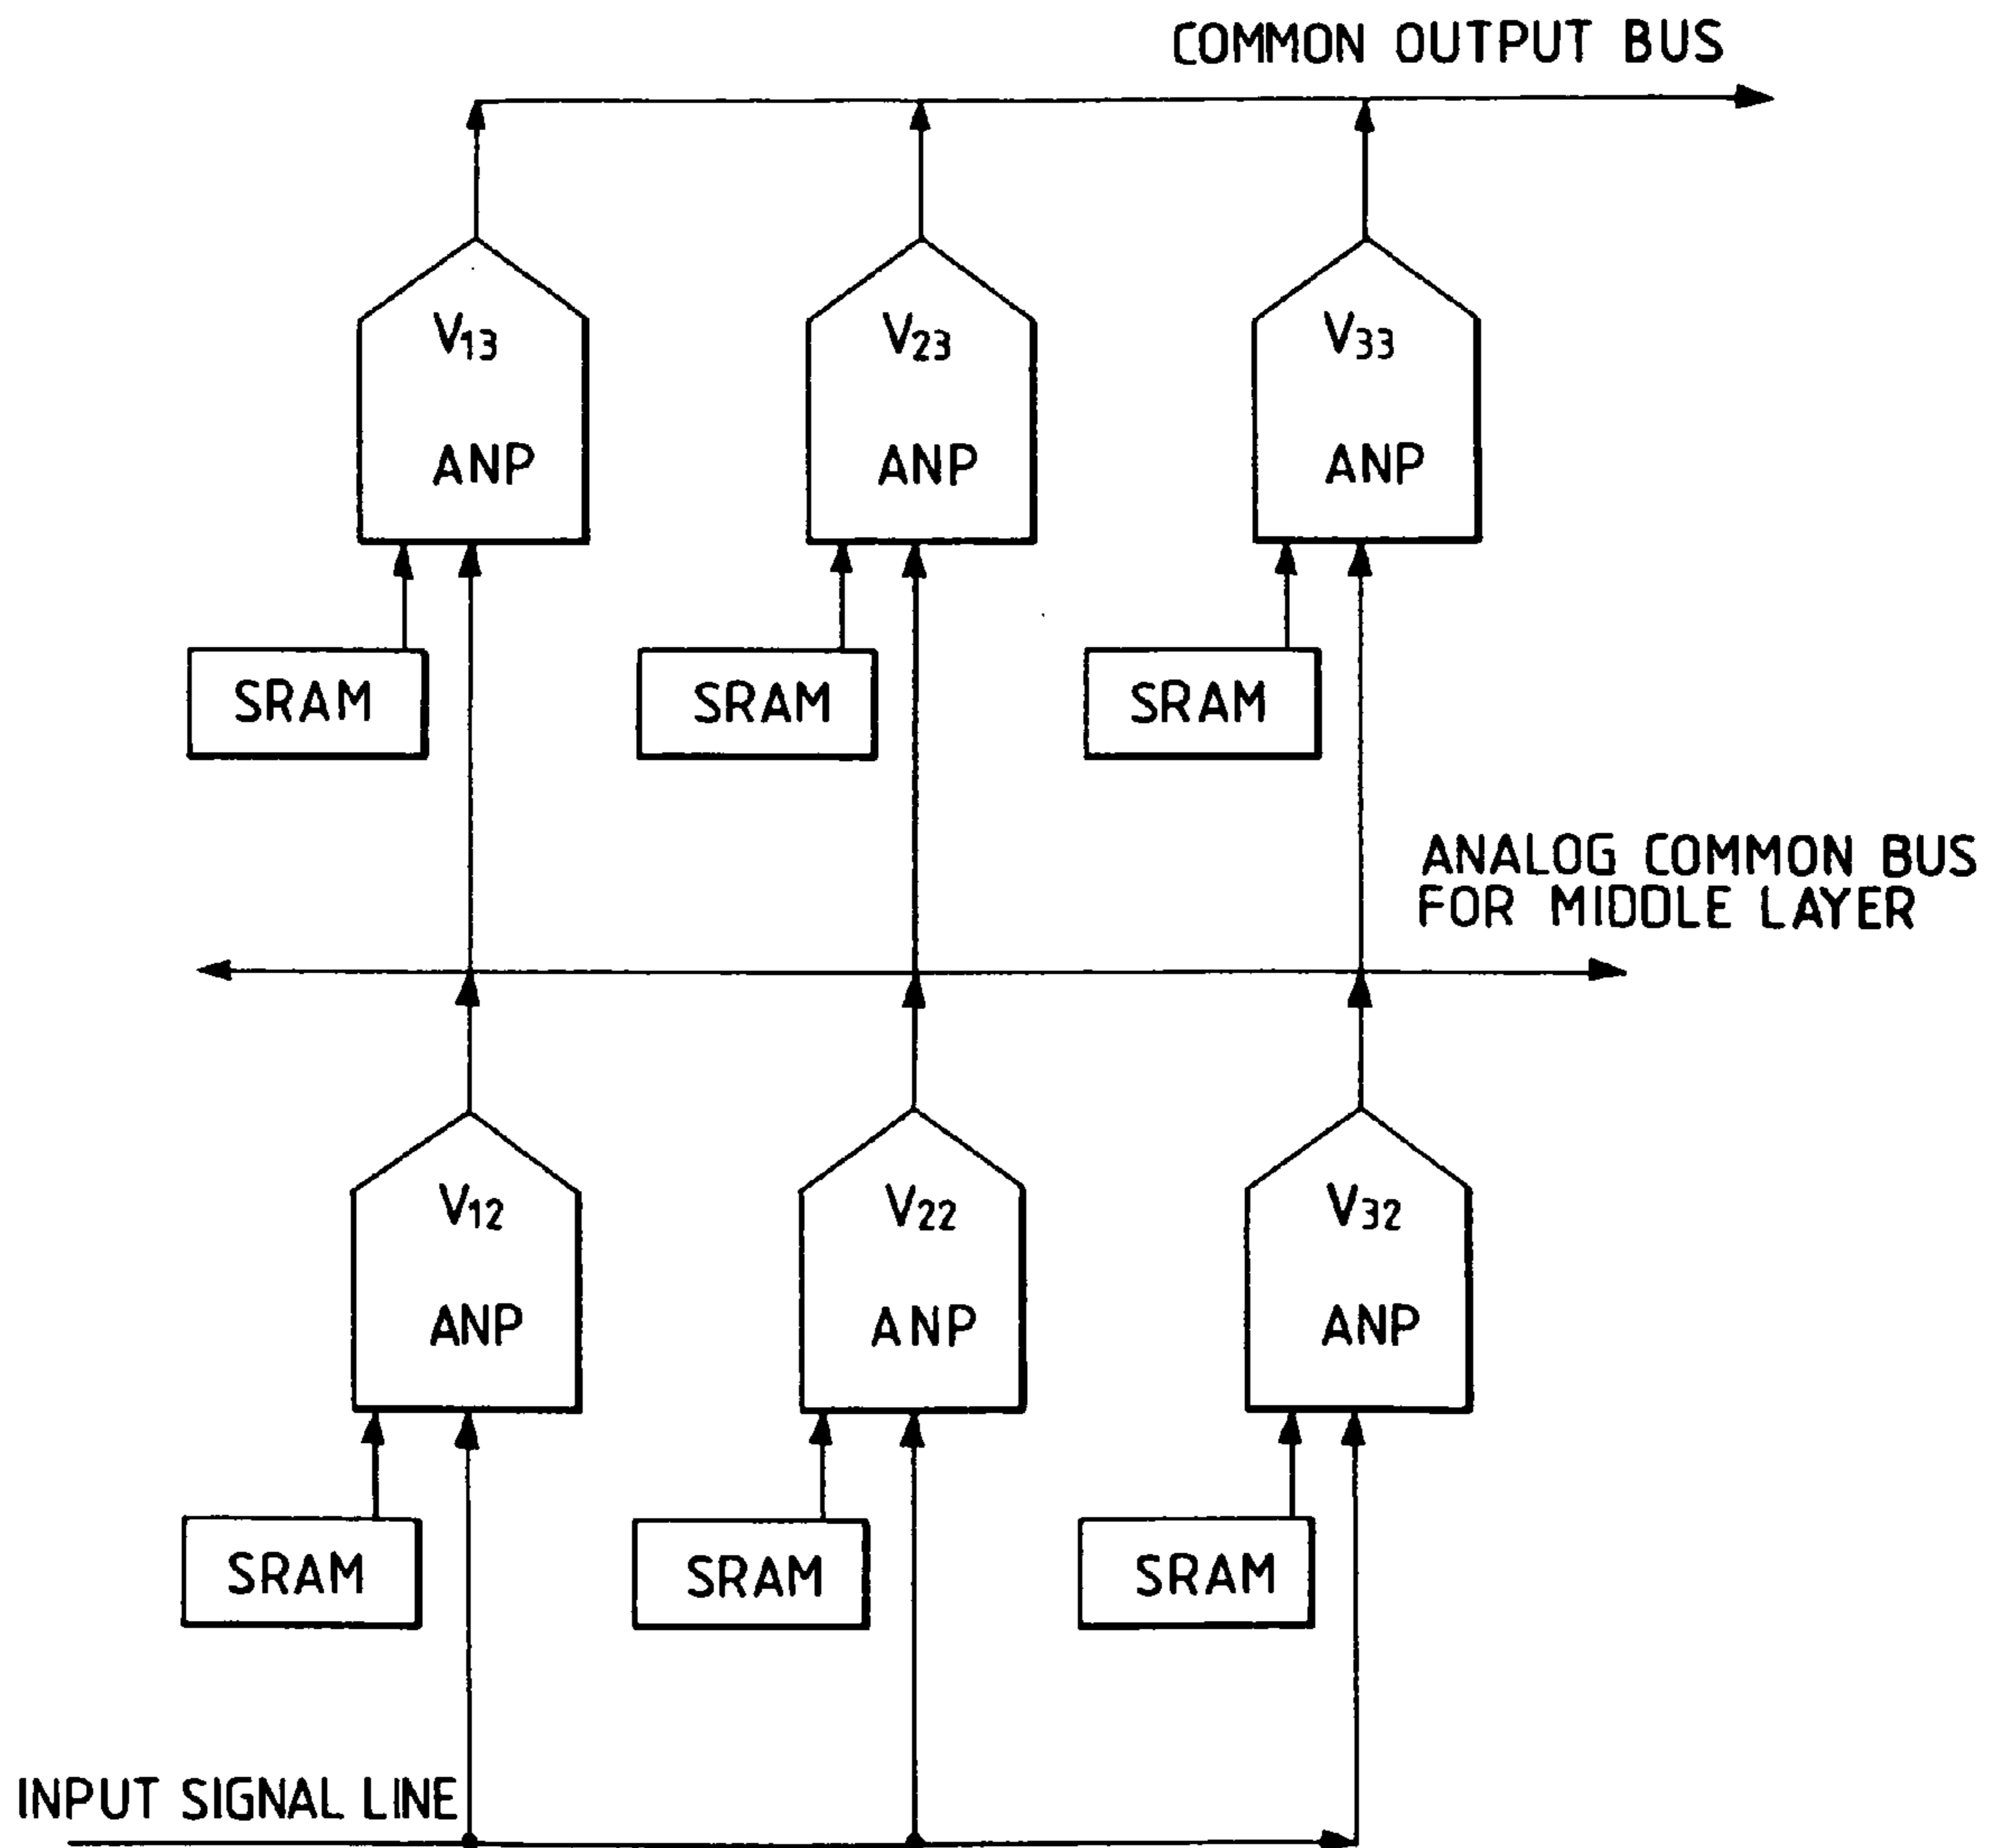 COMMON OUTPUT BUS
V13
V23
V33
ANP
ANP
ANP
SRAM
SRAM
SRAM
ANALOG COMMON BUS
FOR MIDDLE LAYER
V12
V22
V32
ANP
ANP
ANP
SRAM
SRAM
SRAM
INPUT SIGNAL LINE